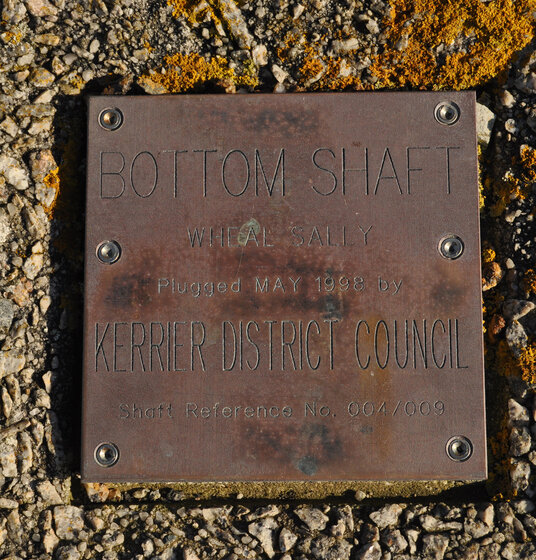 BOTTOM SHAFT
WHEAL SALLY
Plugged MAY 1998 by
KERRIER DISTRICT COUNCIL
Shaft Reference No. 004/009